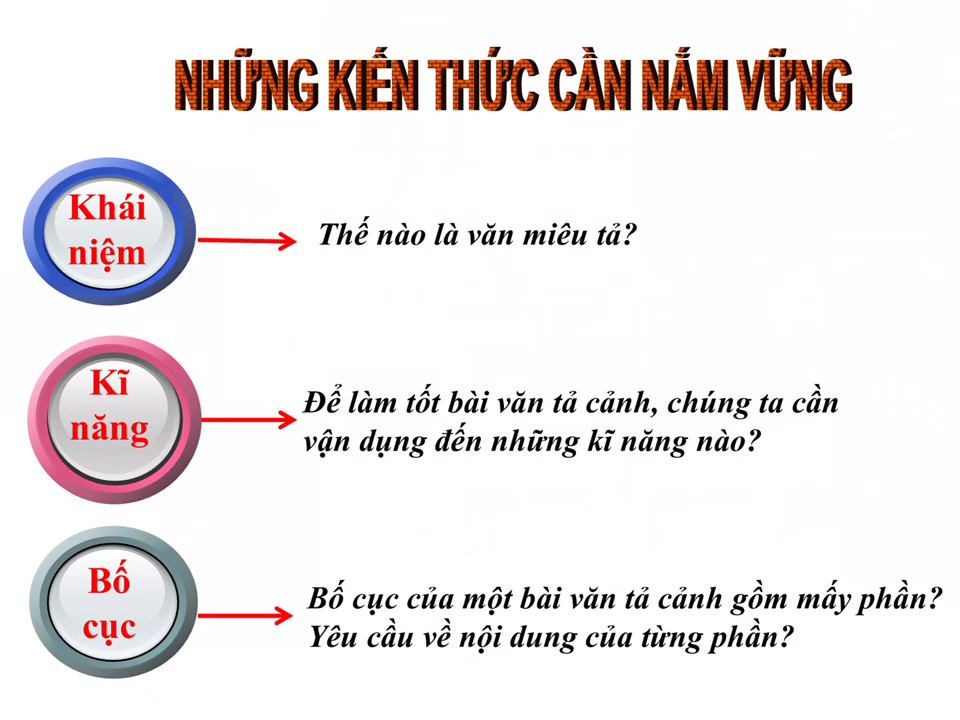 NHỮNG KIẾN THỨC CẦN NẮM VỮNG
Khái
niệm
Thế nào là văn miêu tả?
Kĩ
năng
Để làm tốt bài văn tả cảnh, chúng ta cần
vận dụng đến những kĩ năng nào?
Bố
cục
Bố cục của một bài văn tả cảnh gồm mấy phần?
Yêu cầu về nội dung của từng phần?